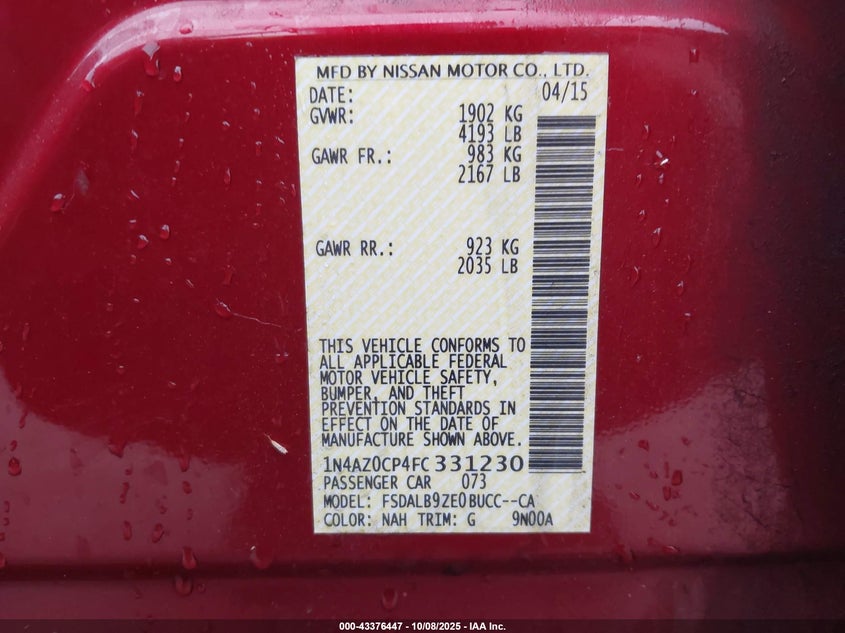 MFD BY NISSAN MOTOR CO., LTD.
DATE: 04/15
GVWR: 1902 KG
4193 LB
GAWR FR.: 983 KG
2167 LB
GAWR RR.: 923 KG
2035 LB
THIS VEHICLE CONFORMS TO
ALL APPLICABLE FEDERAL
MOTOR VEHICLE SAFETY,
BUMPER, AND THEFT
PREVENTION STANDARDS IN
EFFECT ON THE DATE OF
MANUFACTURE SHOWN ABOVE.
1N4AZ0CP4FC331230
PASSENGER CAR 073
MODEL: FSDALB9ZE0BUCC--CA
COLOR: NAH TRIM: G 9N00A
000-43376447 - 10/08/2025 - IAA Inc.